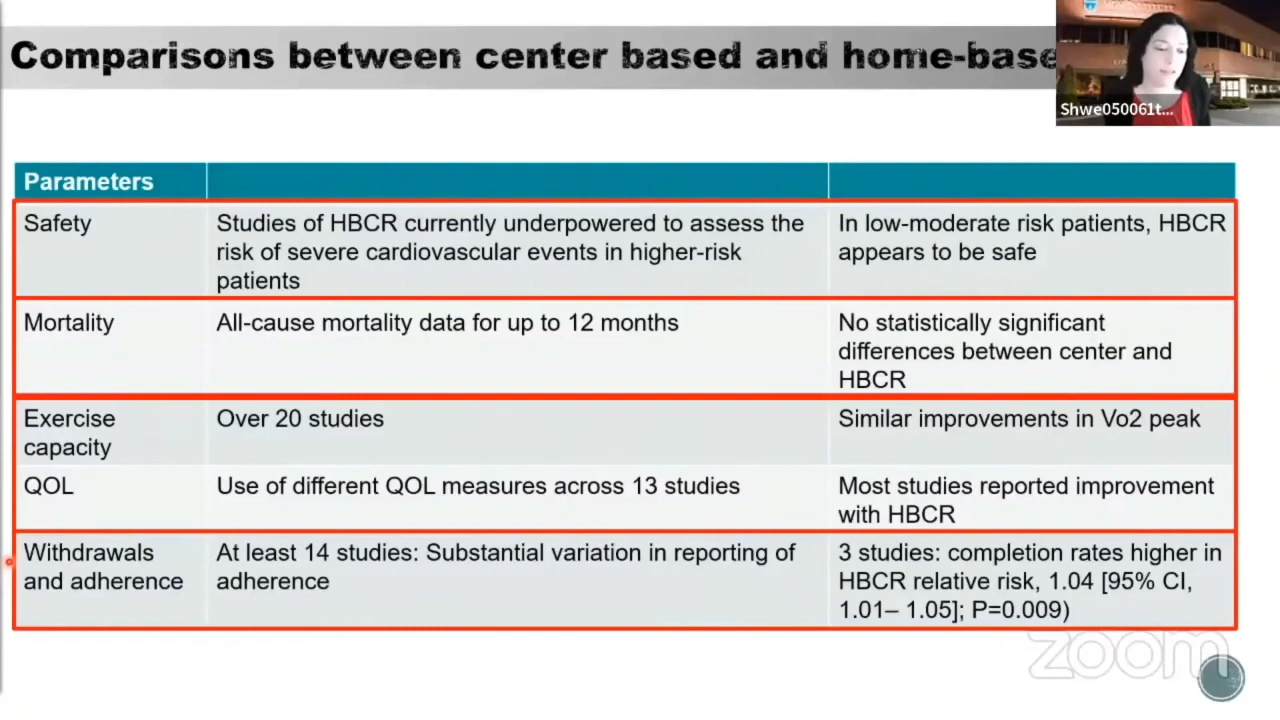 Comparisons between center based and home-base
Shwe050061t...
Parameters
Safety
Studies of HBCR currently underpowered to assess the
risk of severe cardiovascular events in higher-risk
patients
In low-moderate risk patients, HBCR
appears to be safe
Mortality
All-cause mortality data for up to 12 months
No statistically significant
differences between center and
HBCR
Exercise
capacity
Over 20 studies
Similar improvements in Vo2 peak
QOL
Use of different QOL measures across 13 studies
Most studies reported improvement
with HBCR
Withdrawals
and adherence
At least 14 studies: Substantial variation in reporting of
adherence
3 studies: completion rates higher in
HBCR relative risk, 1.04 [95% CI,
1.01– 1.05]; P=0.009)
zoom